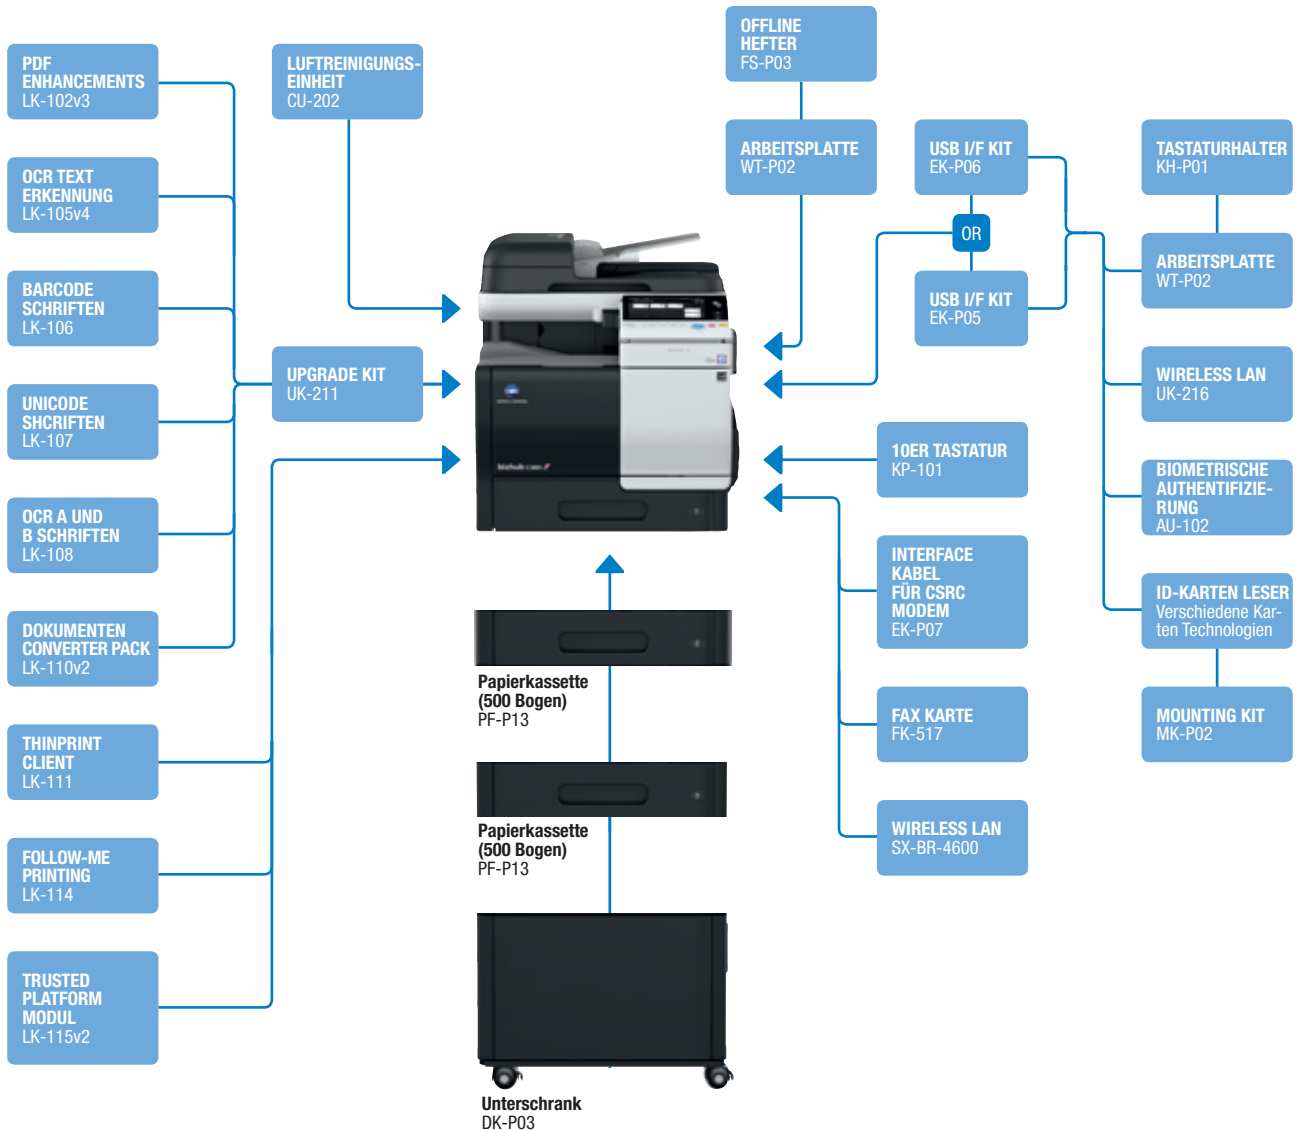 PDF
ENHANCEMENTS
LK-102v3
OCR TEXT
ERKENNUNG
LK-105v4
BARCODE
SCHRIFTEN
LK-106
UNICODE
SHCRIFTEN
LK-107
OCR A UND
B SCHRIFTEN
LK-108
DOKUMENTEN
CONVERTER PACK
LK-110v2
THINPRINT
CLIENT
LK-111
FOLLOW-ME
PRINTING
LK-114
TRUSTED
PLATFORM
MODUL
LK-115v2
LUFTREINIGUNGS-
EINHEIT
CU-202
UPGRADE KIT
UK-211
bizhub
Papierkassette
(500 Bogen)
PF-P13
Papierkassette
(500 Bogen)
PF-P13
Unterschrank
DK-P03
OFFLINE
HEFTER
FS-P03
ARBEITSPLATTE
WT-P02
USB I/F KIT
EK-P06
OR
USB I/F KIT
EK-P05
10ER TASTATUR
KP-101
INTERFACE
KABEL
FÜR CSRC
MODEM
EK-P07
FAX KARTE
FK-517
WIRELESS LAN
SX-BR-4600
TASTATURHALTER
KH-P01
ARBEITSPLATTE
WT-P02
WIRELESS LAN
UK-216
BIOMETRISCHE
AUTHENTIFIZIE-
RUNG
AU-102
ID-KARTEN LESER
Verschiedene Kar-
ten Technologien
MOUNTING KIT
MK-P02